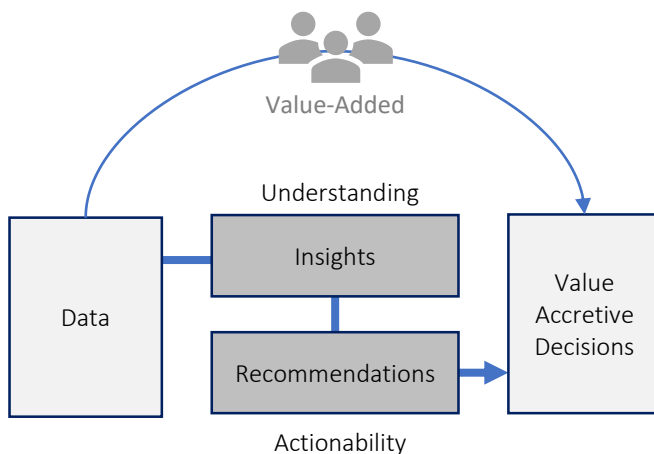 Value-Added
Understanding
Insights
Data
Value
Accretive
Decisions
Recommendations
Actionability